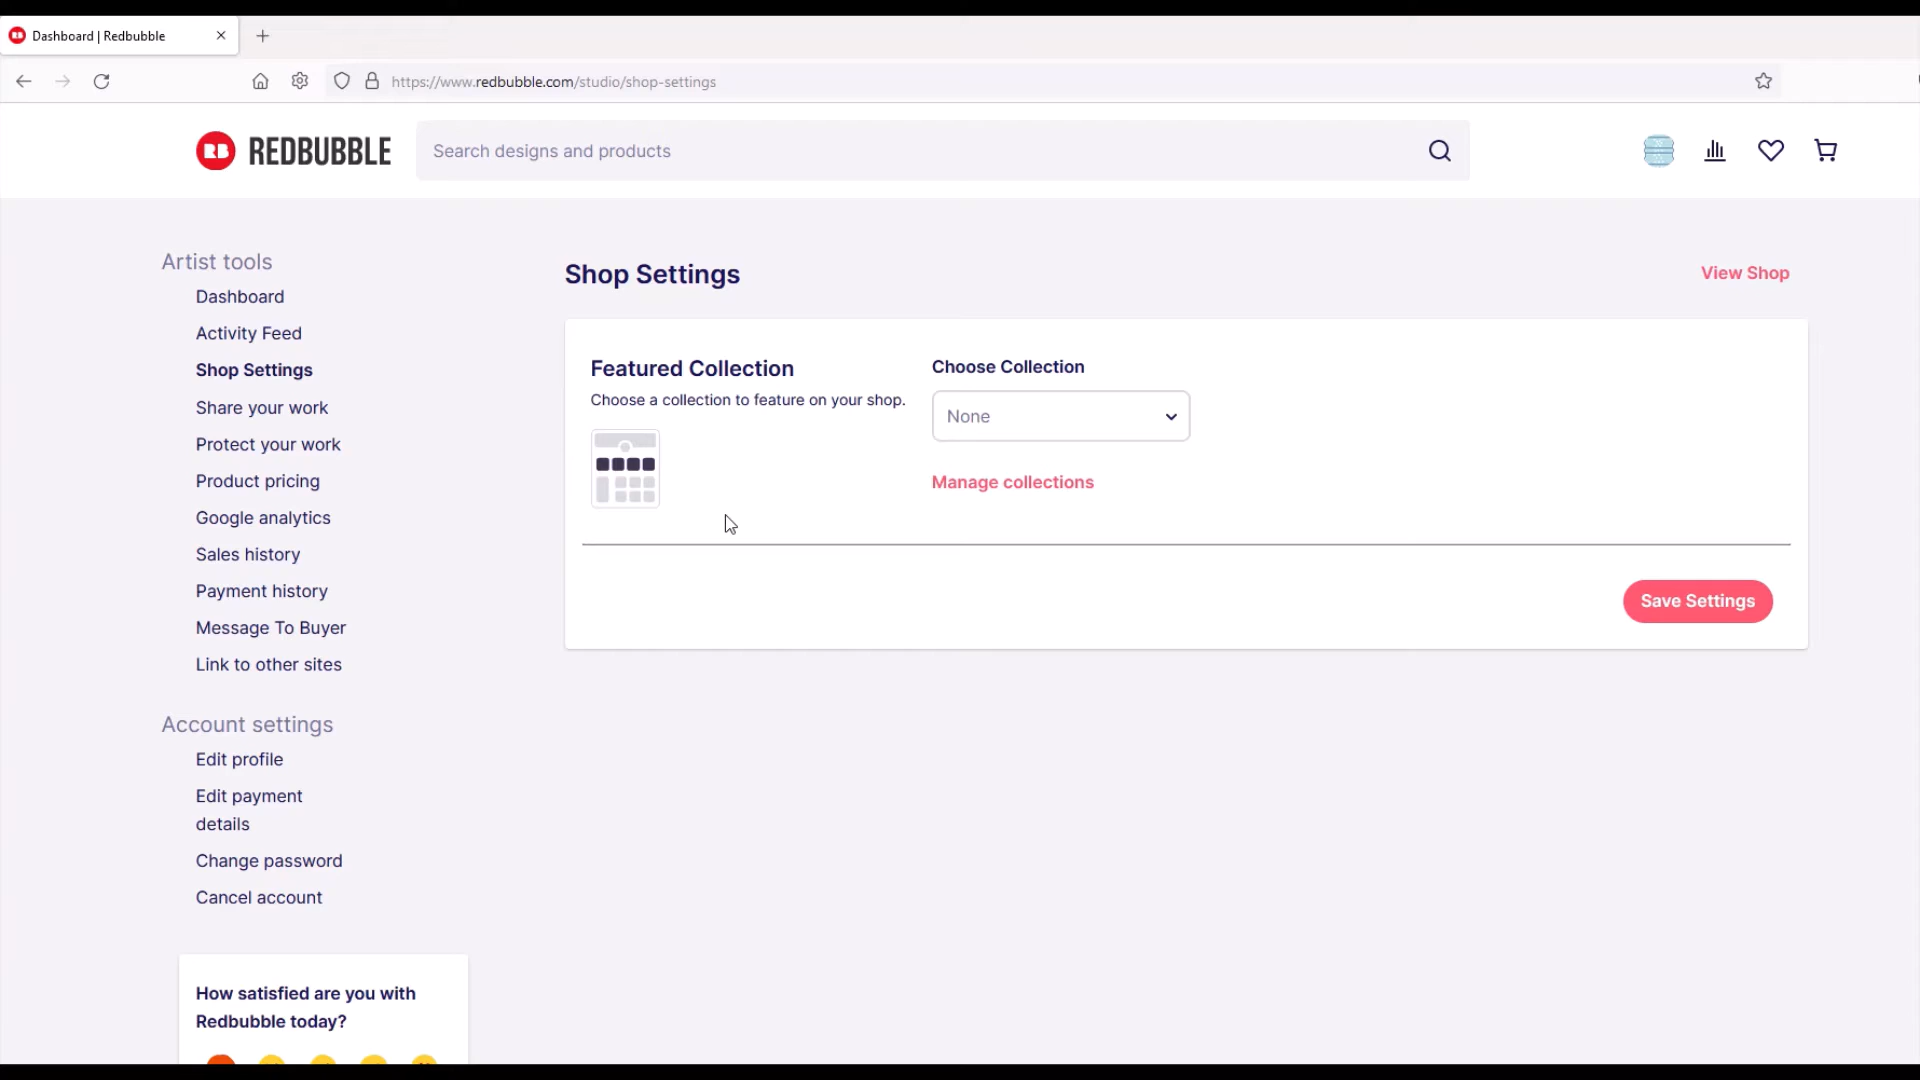 Dashboard | Redbubble
https://www.redbubble.com/studio/shop-settings
RB REDBUBBLE
Search designs and products
Artist tools
Dashboard
Activity Feed
Shop Settings
Share your work
Protect your work
Product pricing
Google analytics
Sales history
Payment history
Message To Buyer
Link to other sites
Account settings
Edit profile
Edit payment
details
Change password
Cancel account
How satisfied are you with
Redbubble today?
Shop Settings
View Shop
Featured Collection
Choose a collection to feature on your shop.
Choose Collection
None
Manage collections
Save Settings